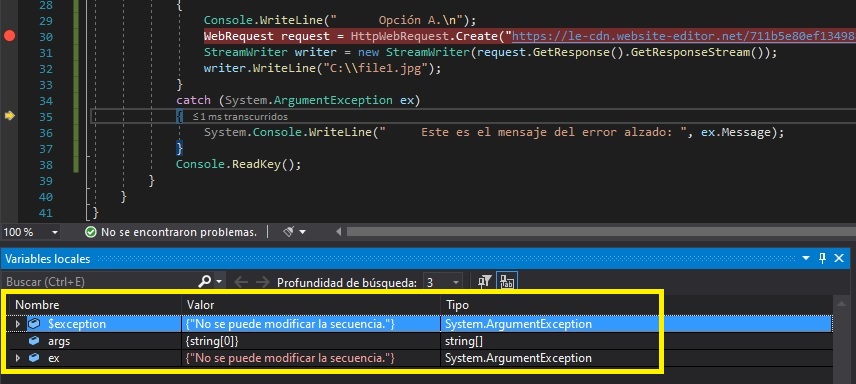 28 {
29 Console.WriteLine("      Opción A.\n");
30 WebRequest request = HttpWebRequest.Create("https://le-cdn.website-editor.net/711b5e80ef13498
31 StreamWriter writer = new StreamWriter(request.GetResponse().GetResponseStream());
32 writer.WriteLine("C:\\file1.jpg");
33 }
34 catch (System.ArgumentException ex)
35 { ≤ 1 ms transcurridos
36 System.Console.WriteLine("      Este es el mensaje del error alzado: ", ex.Message);
37 }
38 Console.ReadKey();
39 }
40 }
41 }
100 % No se encontraron problemas.
Variables locales
Buscar (Ctrl+E) Profundidad de búsqueda: 3
Nombre Valor Tipo
$exception {"No se puede modificar la secuencia."} System.ArgumentException
args {string[0]} string[]
ex {"No se puede modificar la secuencia."} System.ArgumentException